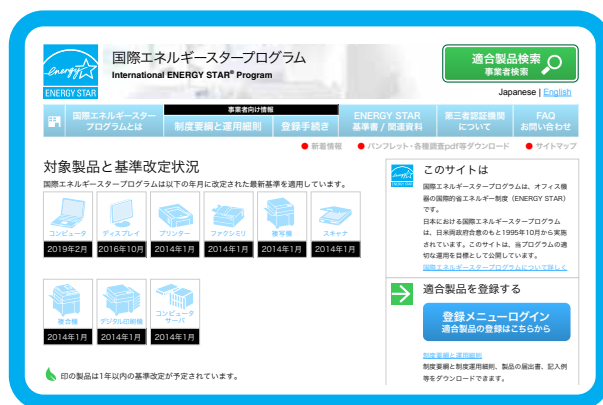 energy
ENERGY STAR
国際エネルギースタープログラム
International ENERGY STAR® Program
適合製品検索
事業者検索
Japanese | English
国際エネルギースター
プログラムとは
事業者向け情報
制度要綱と運用細則
登録手続き
ENERGY STAR
基準書 / 関連資料
第三者認証機関
について
FAQ
お問い合わせ
新着情報
パンフレット・各種調査pdf等ダウンロード
サイトマップ
対象製品と基準改定状況
国際エネルギースタープログラムは以下の年月に改定された最新基準を適用しています。
コンピュータ
2019年2月
ディスプレイ
2016年10月
プリンター
2014年1月
ファクシミリ
2014年1月
複写機
2014年1月
スキャナ
2014年1月
複合機
2014年1月
デジタル印刷機
2014年1月
コンピュータ
サーバ
2014年1月
印の製品は1年以内の基準改定が予定されています。
ENERGY STAR
このサイトは
国際エネルギースタープログラムは、オフィス機
器の国際的省エネルギー制度（ENERGY STAR）
です。
日本における国際エネルギースタープログラム
は、日米両政府合意のもと1995年10月から実施
されています。このサイトは、当プログラムの適
切な運用を目標として公開しています。
国際エネルギースタープログラムについて詳しく
適合製品を登録する
登録メニューログイン
適合製品の登録はこちらから
制度要綱と運用細則
制度要綱と制度運用細則、製品の届出書、記入例
等をダウンロードできます。